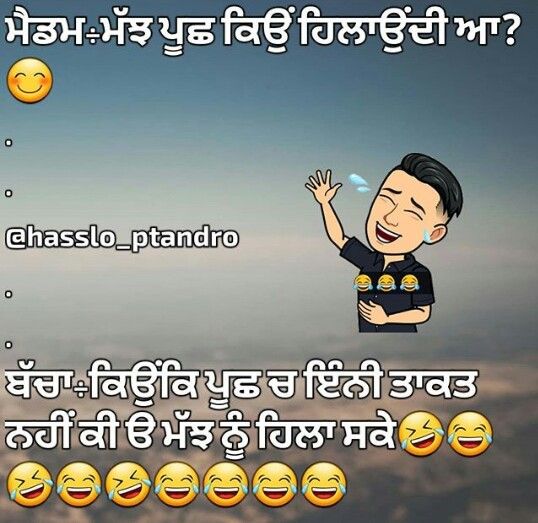 ਮੈਡਮ÷ਮੱਝ ਪੂਛ ਕਿਉਂ ਹਿਲਾਉਂਦੀ ਆ?
😊
.
.
@hasslo_ptandro
.
.
ਬੱਚਾ÷ਕਿਉਂਕਿ ਪੂਛ ਚ ਇੰਨੀ ਤਾਕਤ
ਨਹੀਂ ਕੀ ੳ ਮੱਝ ਨੂੰ ਹਿਲਾ ਸਕੇ🤣😂
🤣😂🤣😂😂😂😂